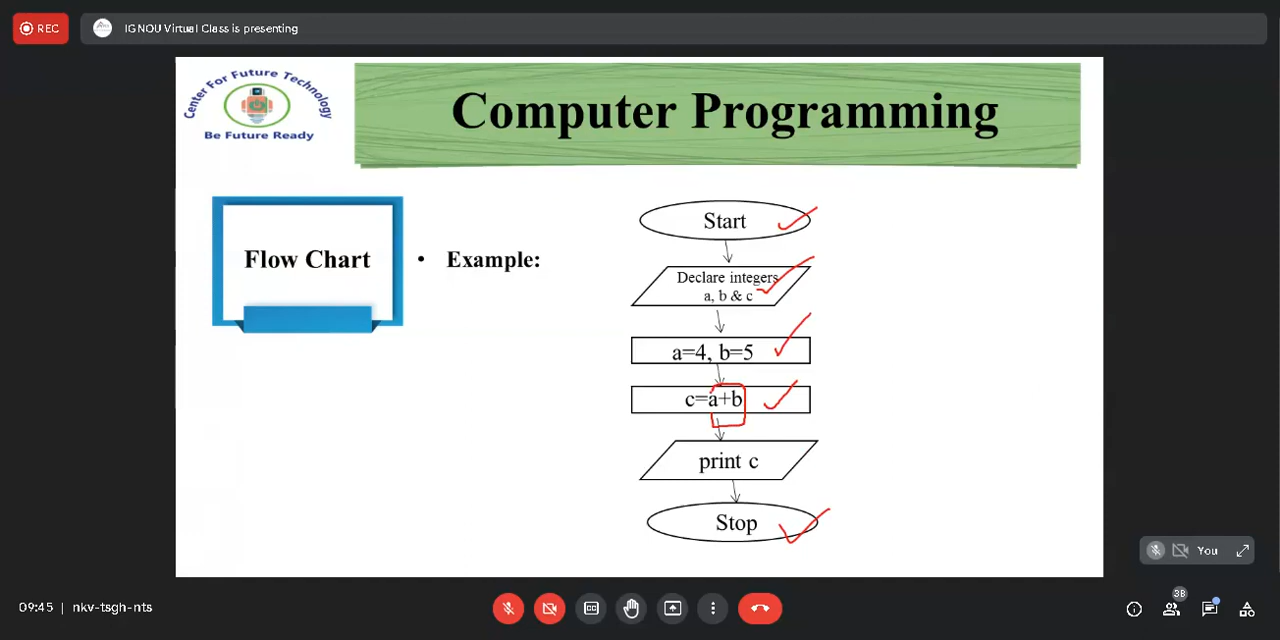 REC
IGNOU Virtual Class is presenting
Center For Future Technology
Be Future Ready
Computer Programming
Flow Chart
• Example:
Start
Declare integers
a, b & c
a=4, b=5
c=a+b
print c
Stop
You
09:45 | nkv-tsgh-nts
38